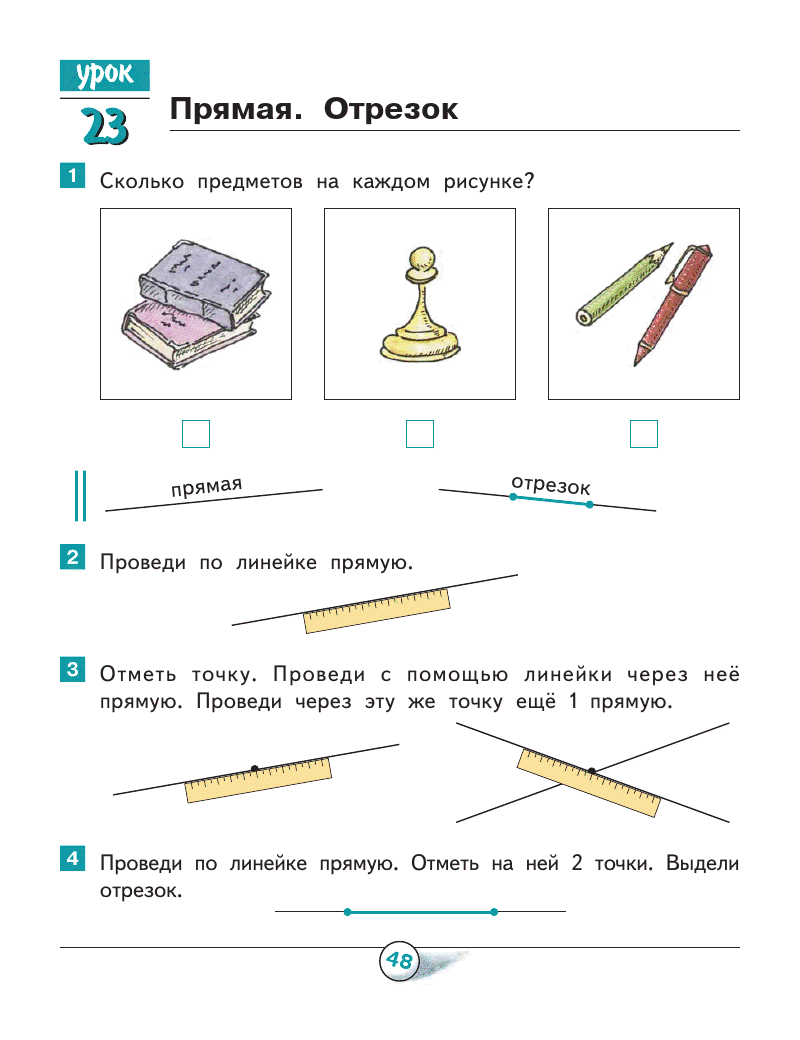 урок
23
Прямая. Отрезок
1
Сколько предметов на каждом рисунке?
прямая
отрезок
2
Проведи по линейке прямую.
3
Отметь точку. Проведи с помощью линейки через неё
прямую. Проведи через эту же точку ещё 1 прямую.
4
Проведи по линейке прямую. Отметь на ней 2 точки. Выдели
отрезок.
48